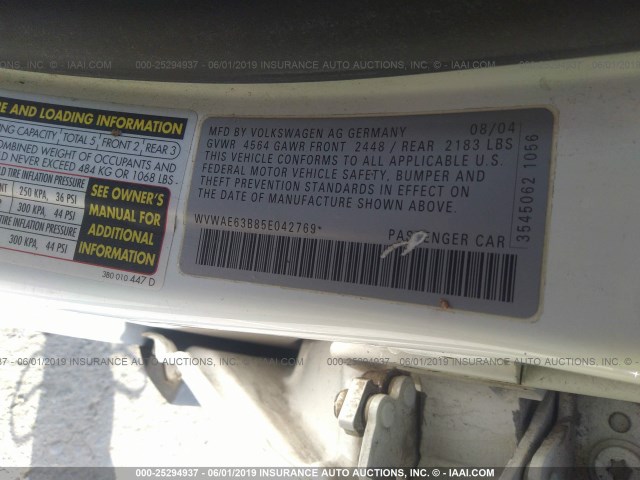 000-25294937 - 06/01/2019 INSURANCE AUTO AUCTIONS, INC. © - IAAI.COM
RE AND LOADING INFORMATION
CAPACITY TOTAL 5 FRONT 2 REAR 3
COMBINED WEIGHT OF OCCUPANTS AND
NEVER EXCEED 484 KG OR 1068 LBS.
TIRE INFLATION PRESSURE
250 KPA, 36 PSI
300 KPA, 44 PSI
TIRE INFLATION PRESSURE
300 KPA, 44 PSI
SEE OWNER'S
MANUAL FOR
ADDITIONAL
INFORMATION
3B0 010 447 D
MFD BY VOLKSWAGEN AG GERMANY 08/04
GVWR 4564 GAWR FRONT 2448 / REAR 2183 LBS
THIS VEHICLE CONFORMS TO ALL APPLICABLE U.S.
FEDERAL MOTOR VEHICLE SAFETY, BUMPER AND
THEFT PREVENTION STANDARDS IN EFFECT ON
THE DATE OF MANUFACTURE SHOWN ABOVE.
WVWAE63B85E042769*
PASSENGER CAR
3545062 1056
000-25294937 - 06/01/2019 INSURANCE AUTO AUCTIONS, INC. © - IAAI.COM
000-25294937 - 06/01/2019 INSURANCE AUTO AUCTIONS, INC. © - IAAI.COM